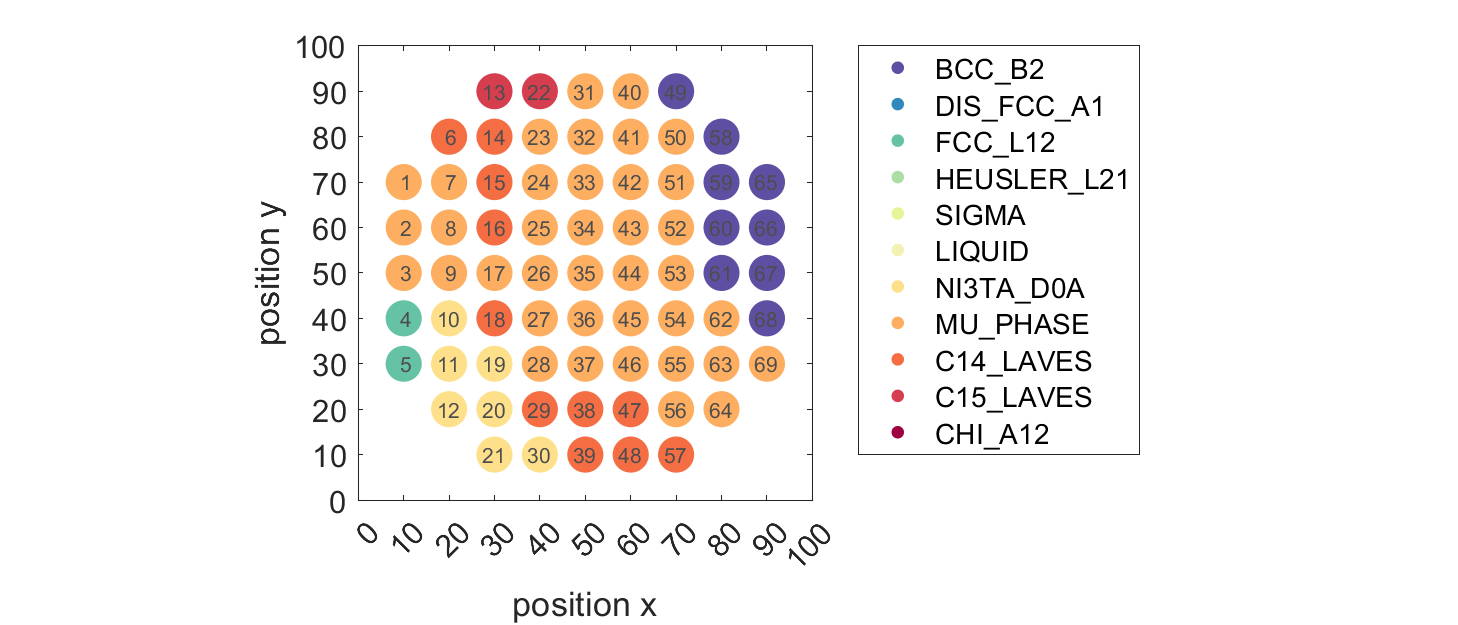 100
90 13 22 31 40 49
80 6 14 23 32 41 50 58
70 1 7 15 24 33 42 51 59 65
60 2 8 16 25 34 43 52 60 66
50 3 9 17 26 35 44 53 61 67
40 4 10 18 27 36 45 54 62 68
30 5 11 19 28 37 46 55 63 69
20 12 20 29 38 47 56 64
10 21 30 39 48 57
0
0 10 20 30 40 50 60 70 80 90 100
position x
position y
BCC_B2
DIS_FCC_A1
FCC_L12
HEUSLER_L21
SIGMA
LIQUID
NI3TA_D0A
MU_PHASE
C14_LAVES
C15_LAVES
CHI_A12